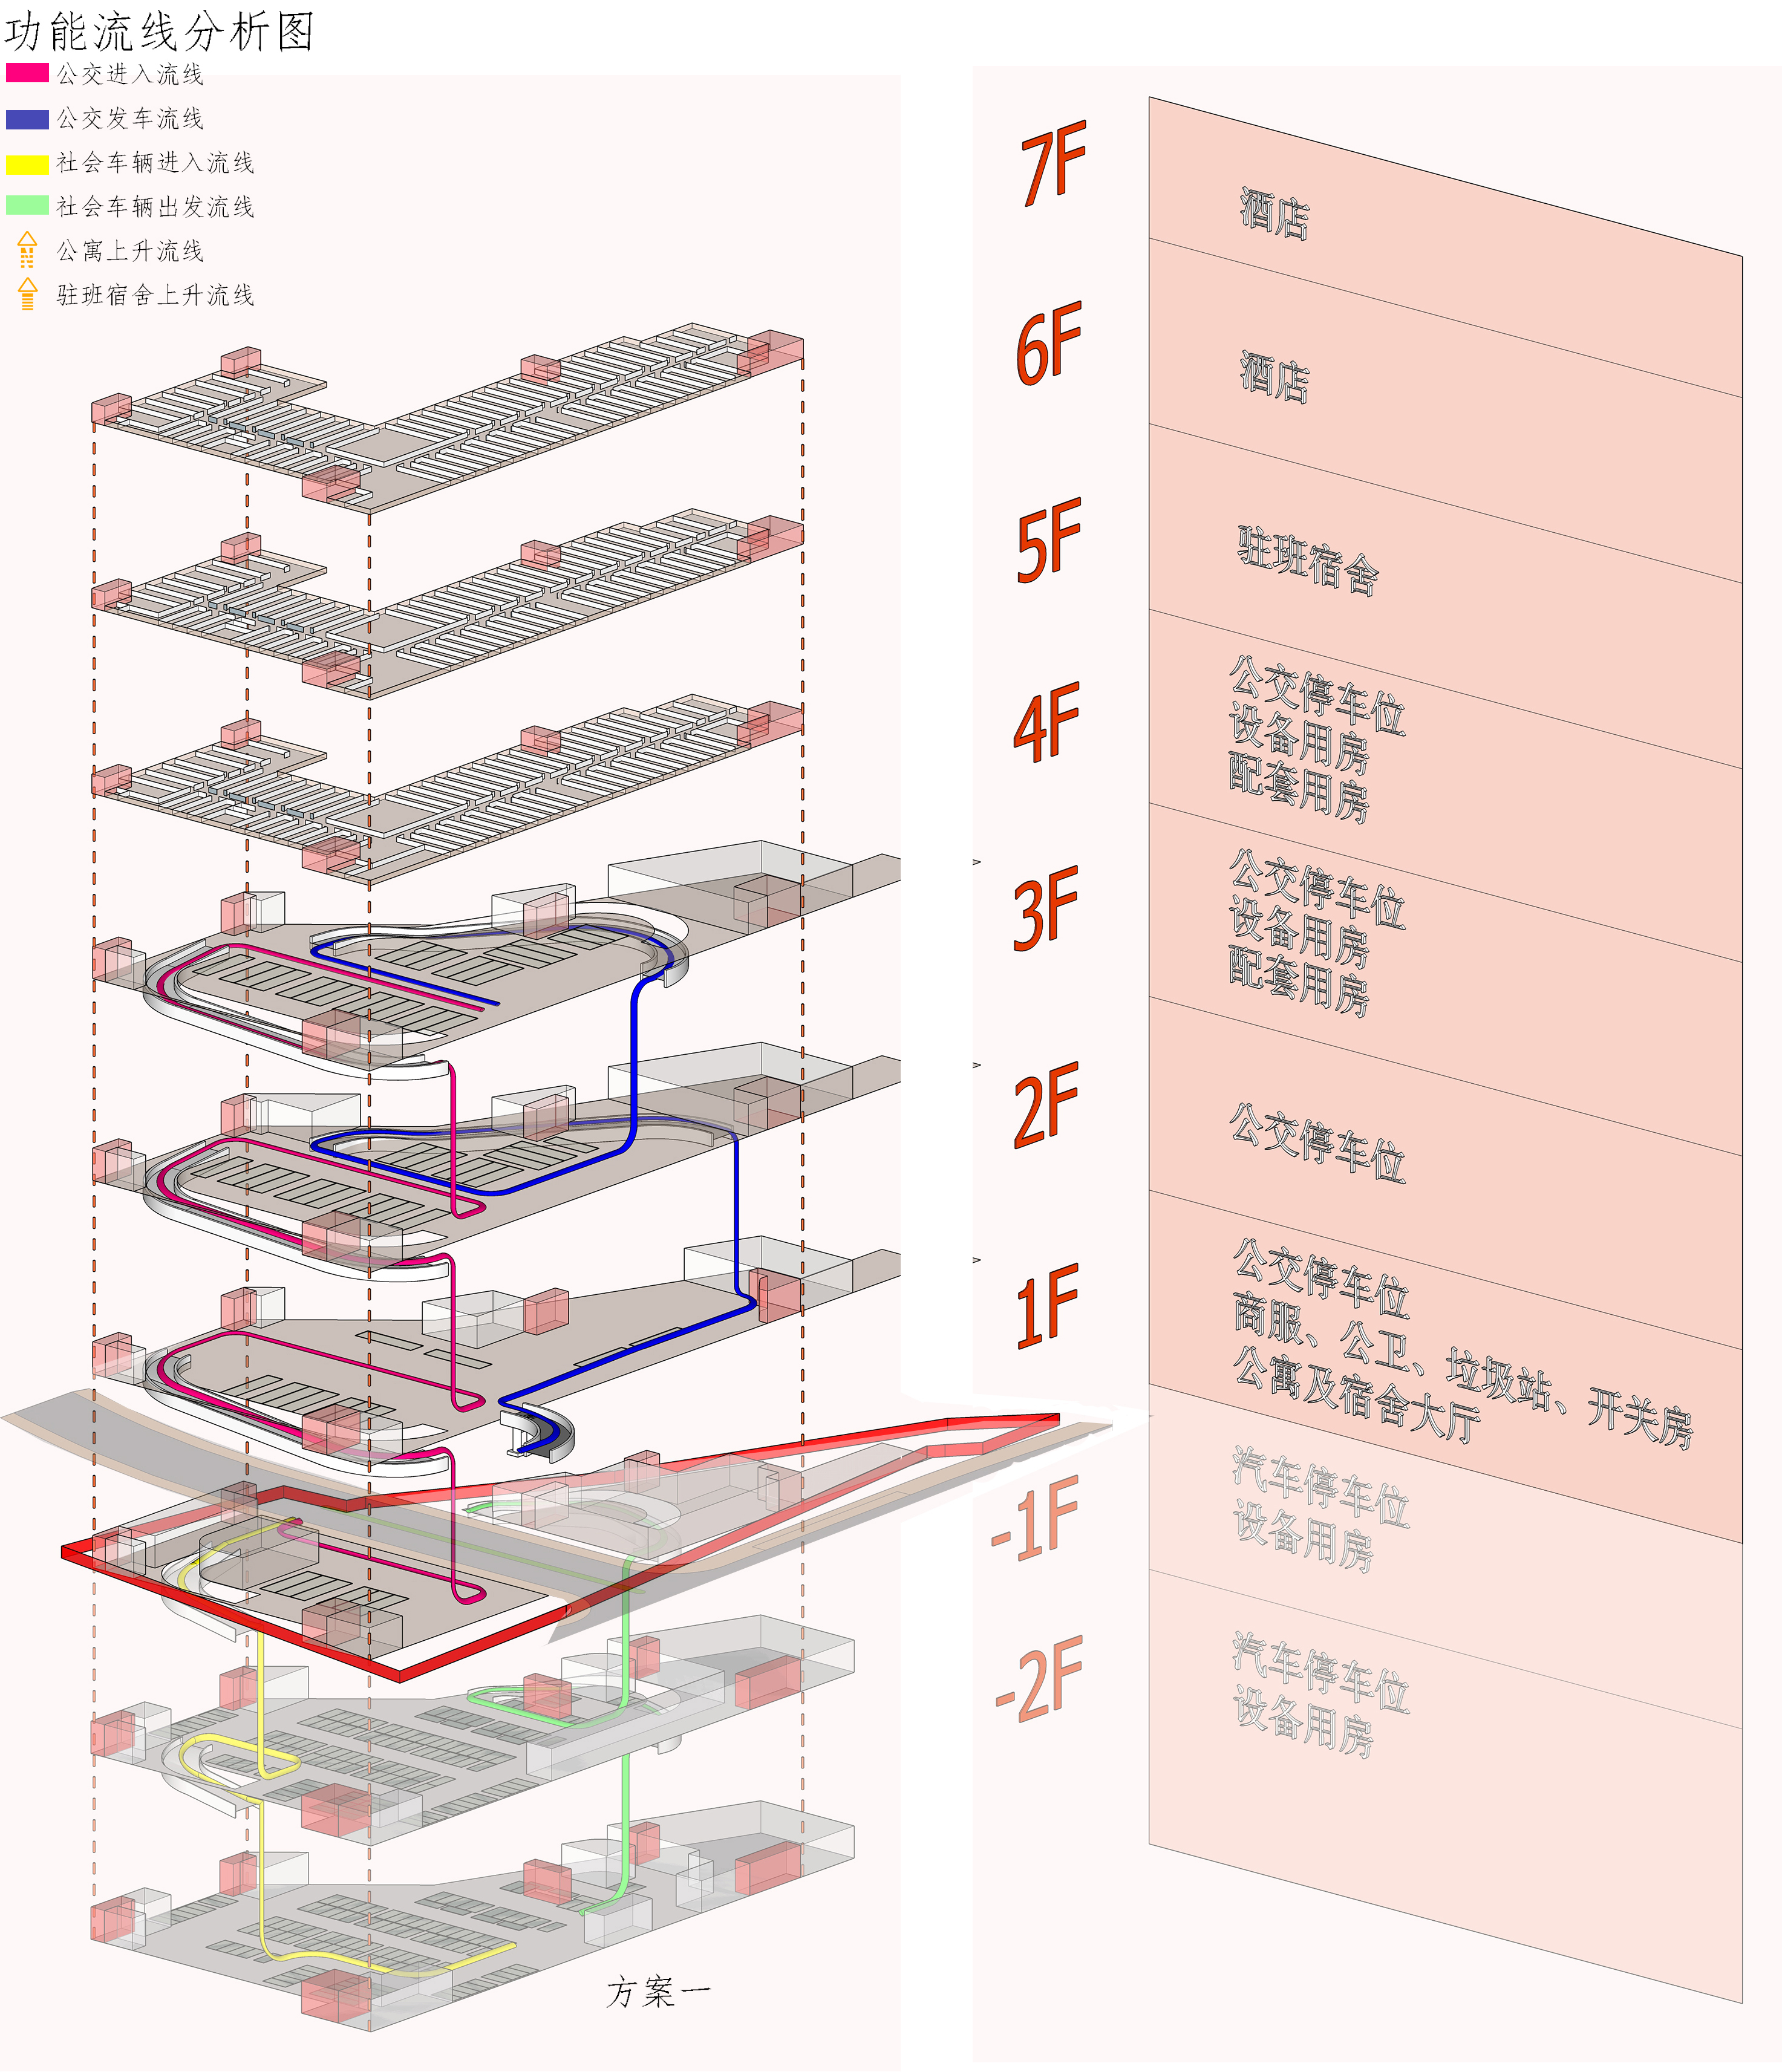 功能流线分析图
公交进入流线
公交发车流线
社会车辆进入流线
社会车辆出发流线
公寓上升流线
驻班宿舍上升流线
7F
酒店
6F
酒店
5F
驻班宿舍
4F
公交停车位
设备用房
配套用房
3F
公交停车位
设备用房
配套用房
2F
公交停车位
1F
公交停车位
商服、公卫、垃圾站、开关房
公寓及宿舍大厅
-1F
汽车停车位
设备用房
-2F
汽车停车位
设备用房
方案一